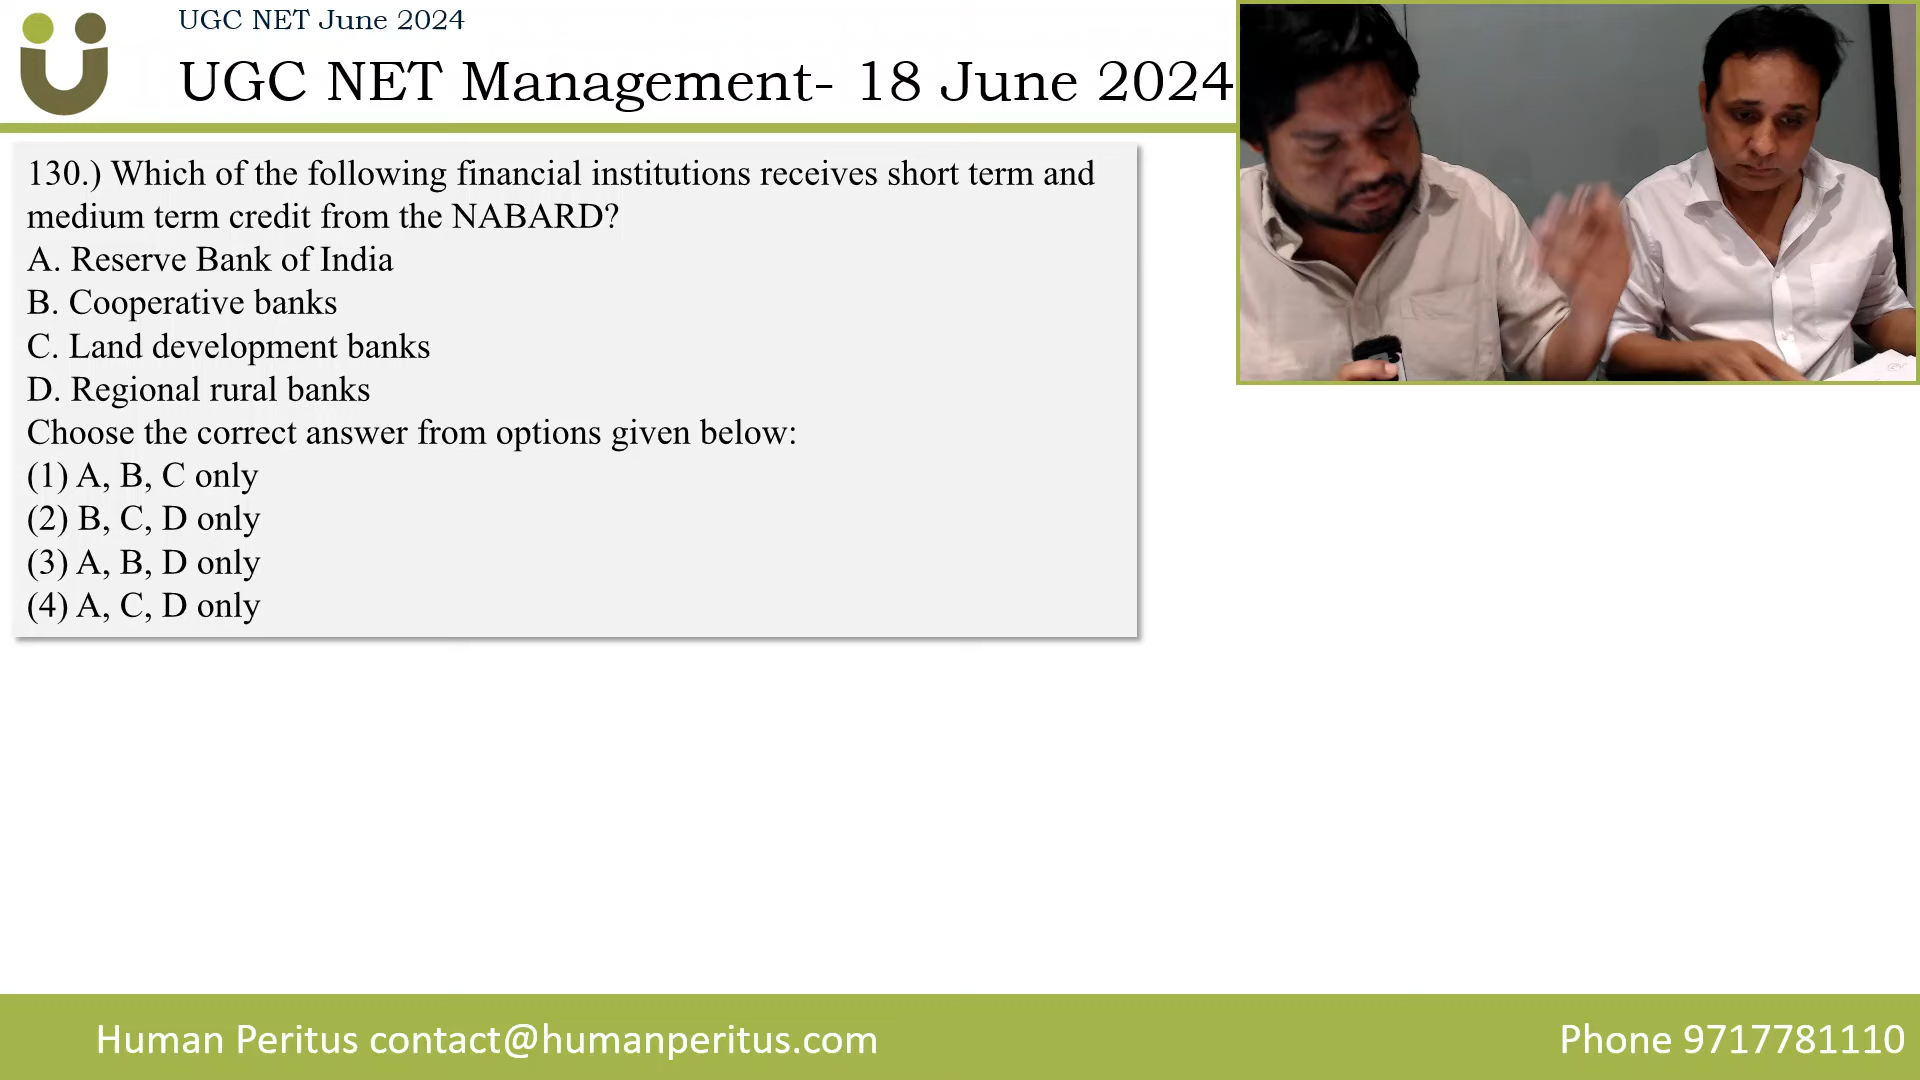 UGC NET June 2024
UGC NET Management- 18 June 2024
130.) Which of the following financial institutions receives short term and
medium term credit from the NABARD?
A. Reserve Bank of India
B. Cooperative banks
C. Land development banks
D. Regional rural banks
Choose the correct answer from options given below:
(1) A, B, C only
(2) B, C, D only
(3) A, B, D only
(4) A, C, D only
Human Peritus contact@humanperitus.com
Phone 9717781110